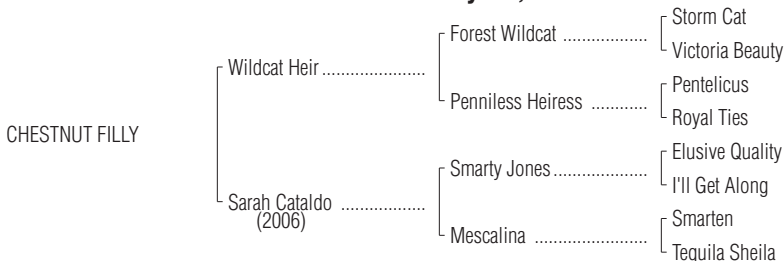 Storm Cat
Forest Wildcat ...................
Victoria Beauty
Wildcat Heir ......................
Pentelicus
Penniless Heiress ............
Royal Ties
CHESTNUT FILLY
Elusive Quality
Smarty Jones .....................
I'll Get Along
Sarah Cataldo ..................
(2006)
Smarten
Mescalina .........................
Tequila Sheila